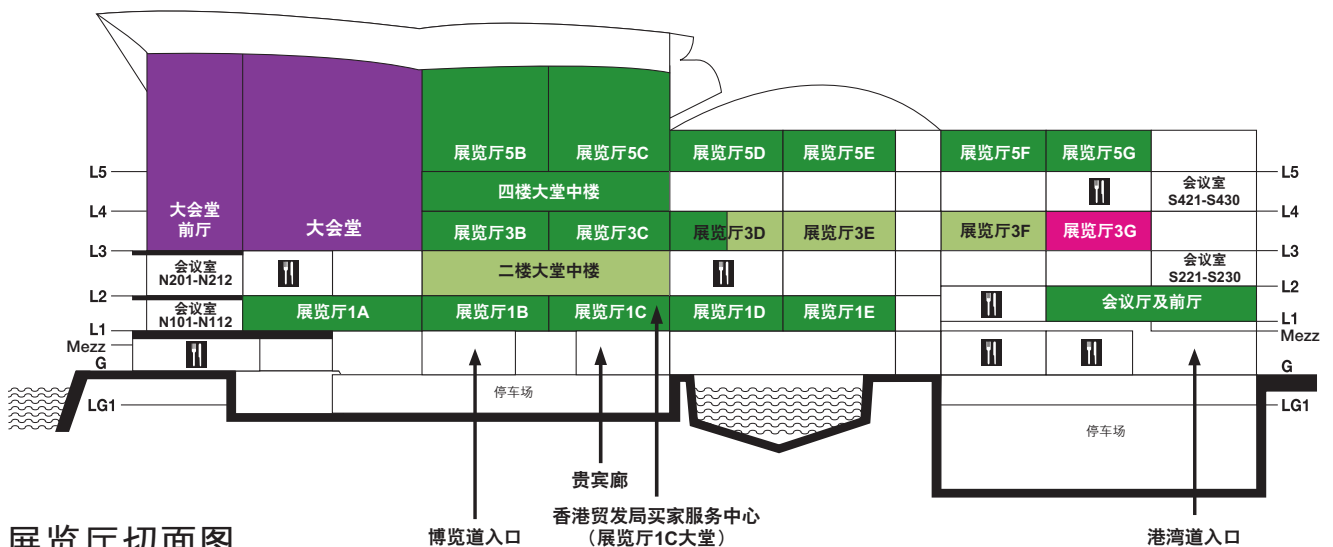 展览厅5B
展览厅5C
展览厅5D
展览厅5E
展览厅5F
展览厅5G
L5
L5
四楼大堂中楼
会议室
S421-S430
L4
L4
大会堂
前厅
大会堂
展览厅3B
展览厅3C
展览厅3D
展览厅3E
展览厅3F
展览厅3G
L3
L3
会议室
N201-N212
二楼大堂中楼
会议室
S221-S230
L2
L2
会议室
N101-N112
展览厅1A
展览厅1B
展览厅1C
展览厅1D
展览厅1E
会议厅及前厅
L1
L1
Mezz
Mezz
G
G
停车场
LG1
LG1
停车场
贵宾廊
博览道入口
香港贸发局买家服务中心
（展览厅1C大堂）
港湾道入口
展览厅切面图